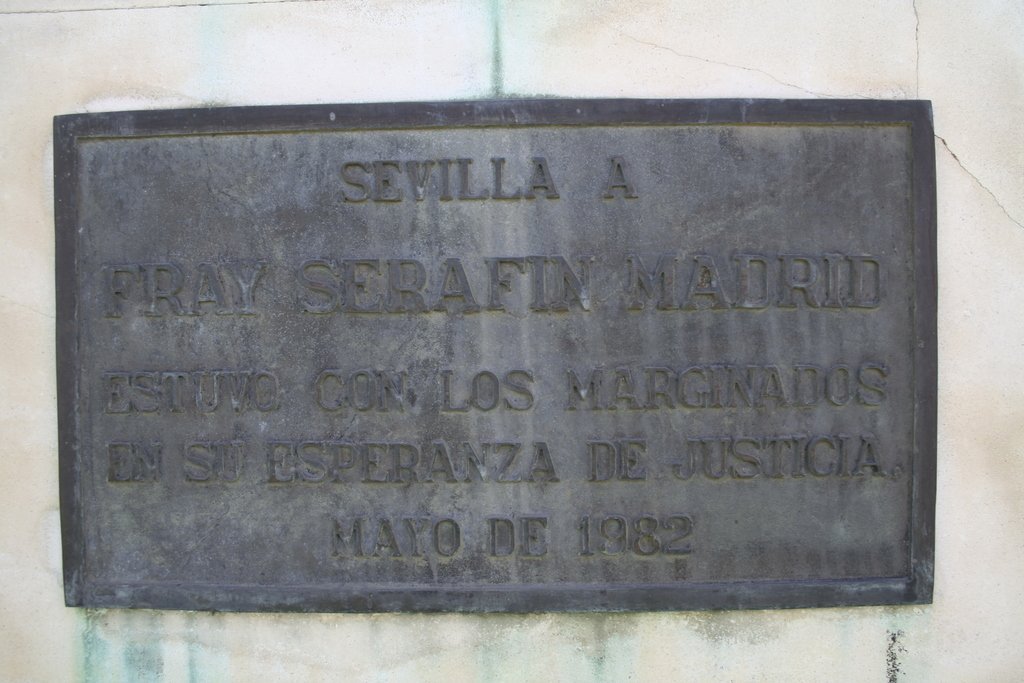 SEVILLA A
FRAY SERAFIN MADRID
ESTUVO CON LOS MARGINADOS
EN SU ESPERANZA DE JUSTICIA.
MAYO DE 1982